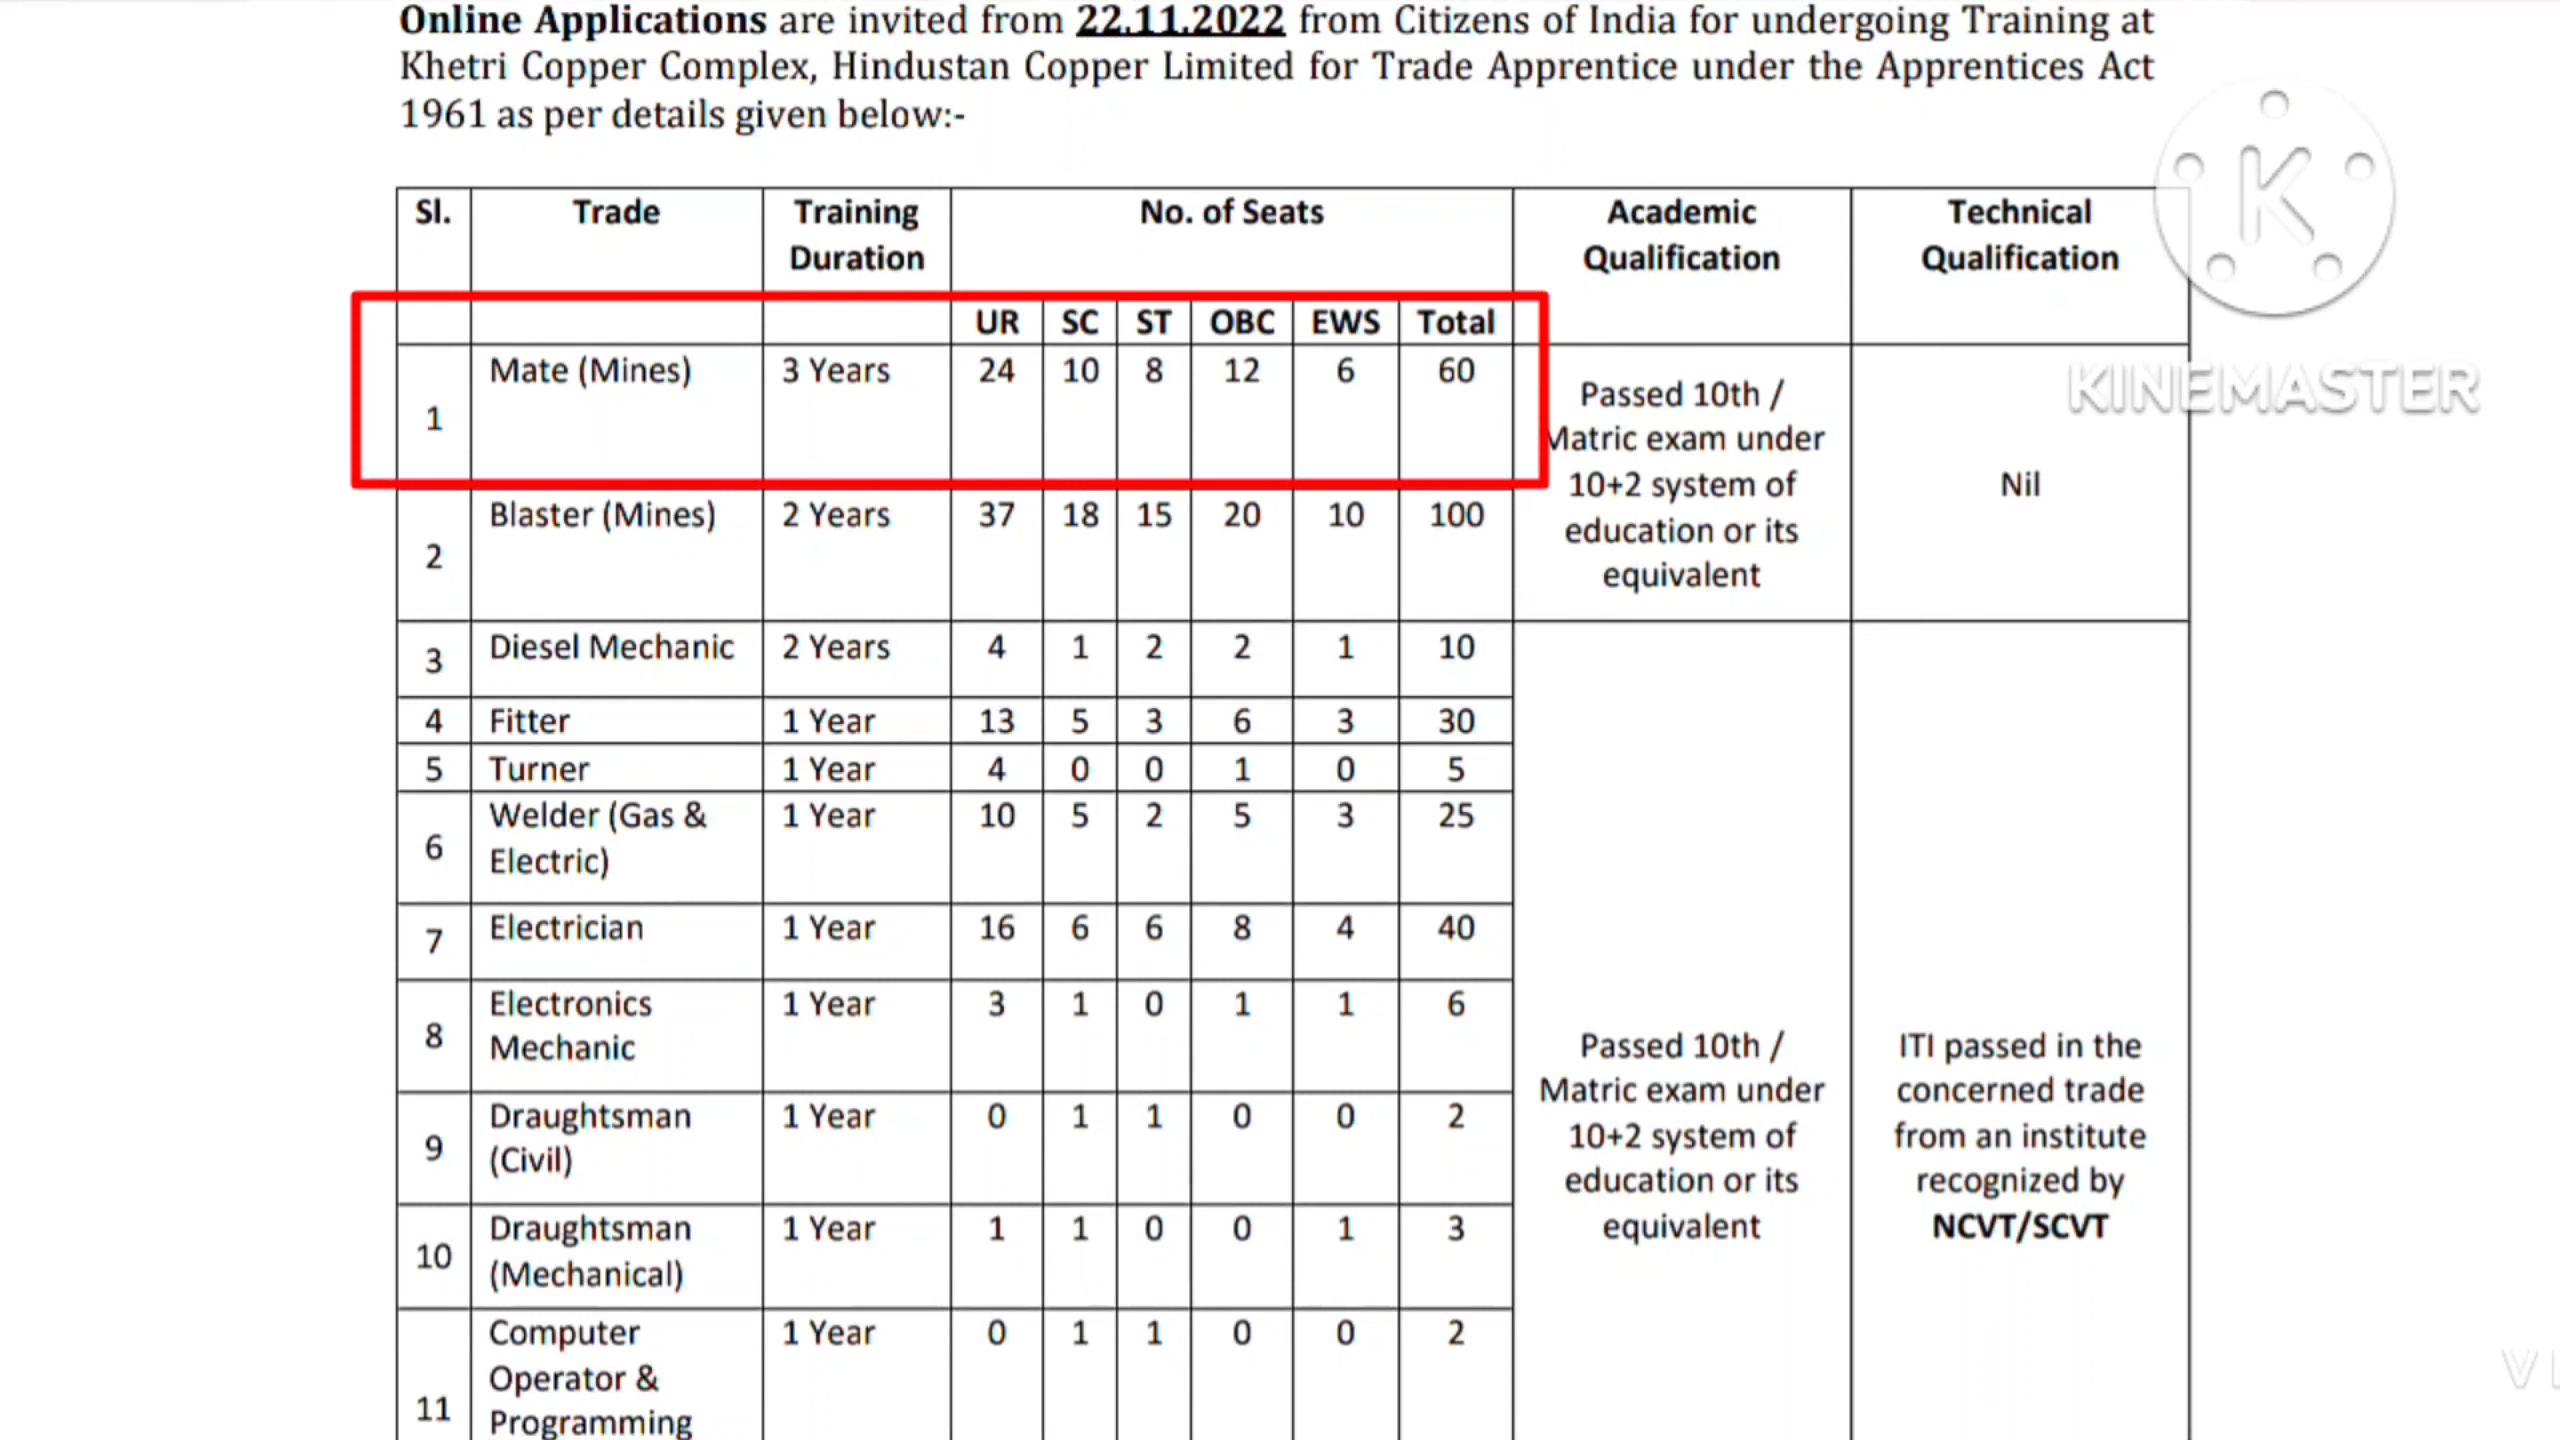 Online Applications are invited from 22.11.2022 from Citizens of India for undergoing Training at
Khetri Copper Complex, Hindustan Copper Limited for Trade Apprentice under the Apprentices Act
1961 as per details given below:-
Sl. Trade Training Duration No. of Seats Academic Qualification Technical Qualification
UR SC ST OBC EWS Total
1 Mate (Mines) 3 Years 24 10 8 12 6 60
Passed 10th /
Matric exam under
10+2 system of
education or its
equivalent
Nil
2 Blaster (Mines) 2 Years 37 18 15 20 10 100
3 Diesel Mechanic 2 Years 4 1 2 2 1 10
4 Fitter 1 Year 13 5 3 6 3 30
5 Turner 1 Year 4 0 0 1 0 5
6 Welder (Gas & Electric) 1 Year 10 5 2 5 3 25
7 Electrician 1 Year 16 6 6 8 4 40
8 Electronics Mechanic 1 Year 3 1 0 1 1 6
9 Draughtsman (Civil) 1 Year 0 1 1 0 0 2
10 Draughtsman (Mechanical) 1 Year 1 1 0 0 1 3
11 Computer Operator & Programming 1 Year 0 1 1 0 0 2
Passed 10th /
Matric exam under
10+2 system of
education or its
equivalent
ITI passed in the
concerned trade
from an institute
recognized by
NCVT/SCVT
K
KINEMASTER